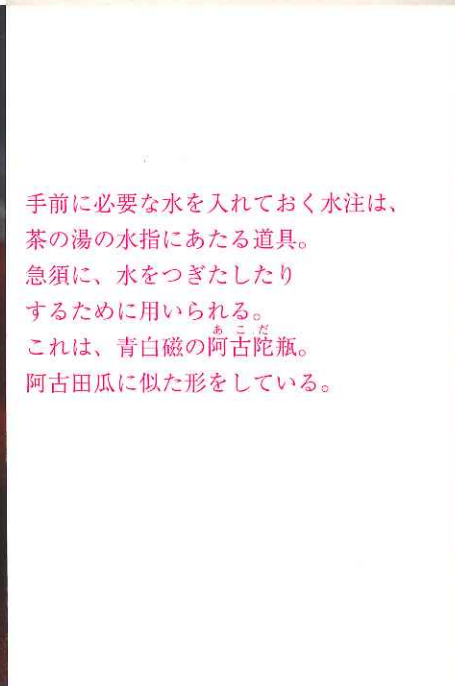 手前に必要な水を入れておく水注は、
茶の湯の水指にあたる道具。
急須に、水をつぎたしたり
するために用いられる。
これは、青白磁の阿古陀瓶。
阿古田瓜に似た形をしている。